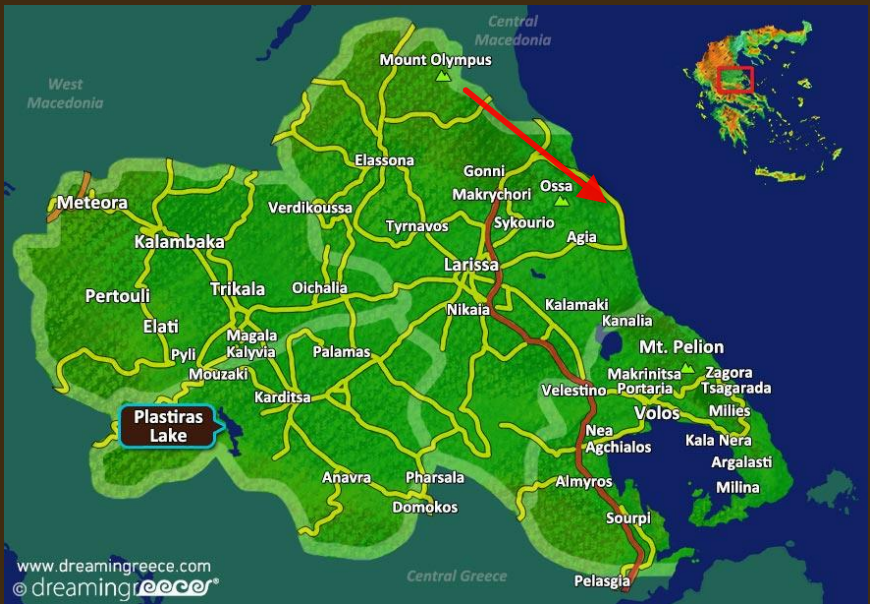 Central
Macedonia
West
Macedonia
Mount Olympus
Elassona
Gonni
Makrychori
Ossa
Meteora
Verdikoussa
Tyrnavos
Sykourio
Agia
Kalambaka
Larissa
Pertouli
Trikala
Oichalia
Nikaia
Kalamaki
Kanalia
Elati
Magala
Kalyvia
Palamas
Pyli
Mouzaki
Mt. Pelion
Makrinitsa
Portaria
Zagora
Tsagarada
Karditsa
Velestino
Volos
Milies
Plastiras
Lake
Nea
Agchialos
Kala Nera
Argalasti
Anavra
Pharsala
Almyros
Milina
Domokos
Sourpi
www.dreamingreece.com
© dreamingreece®
Central Greece
Pelasgia